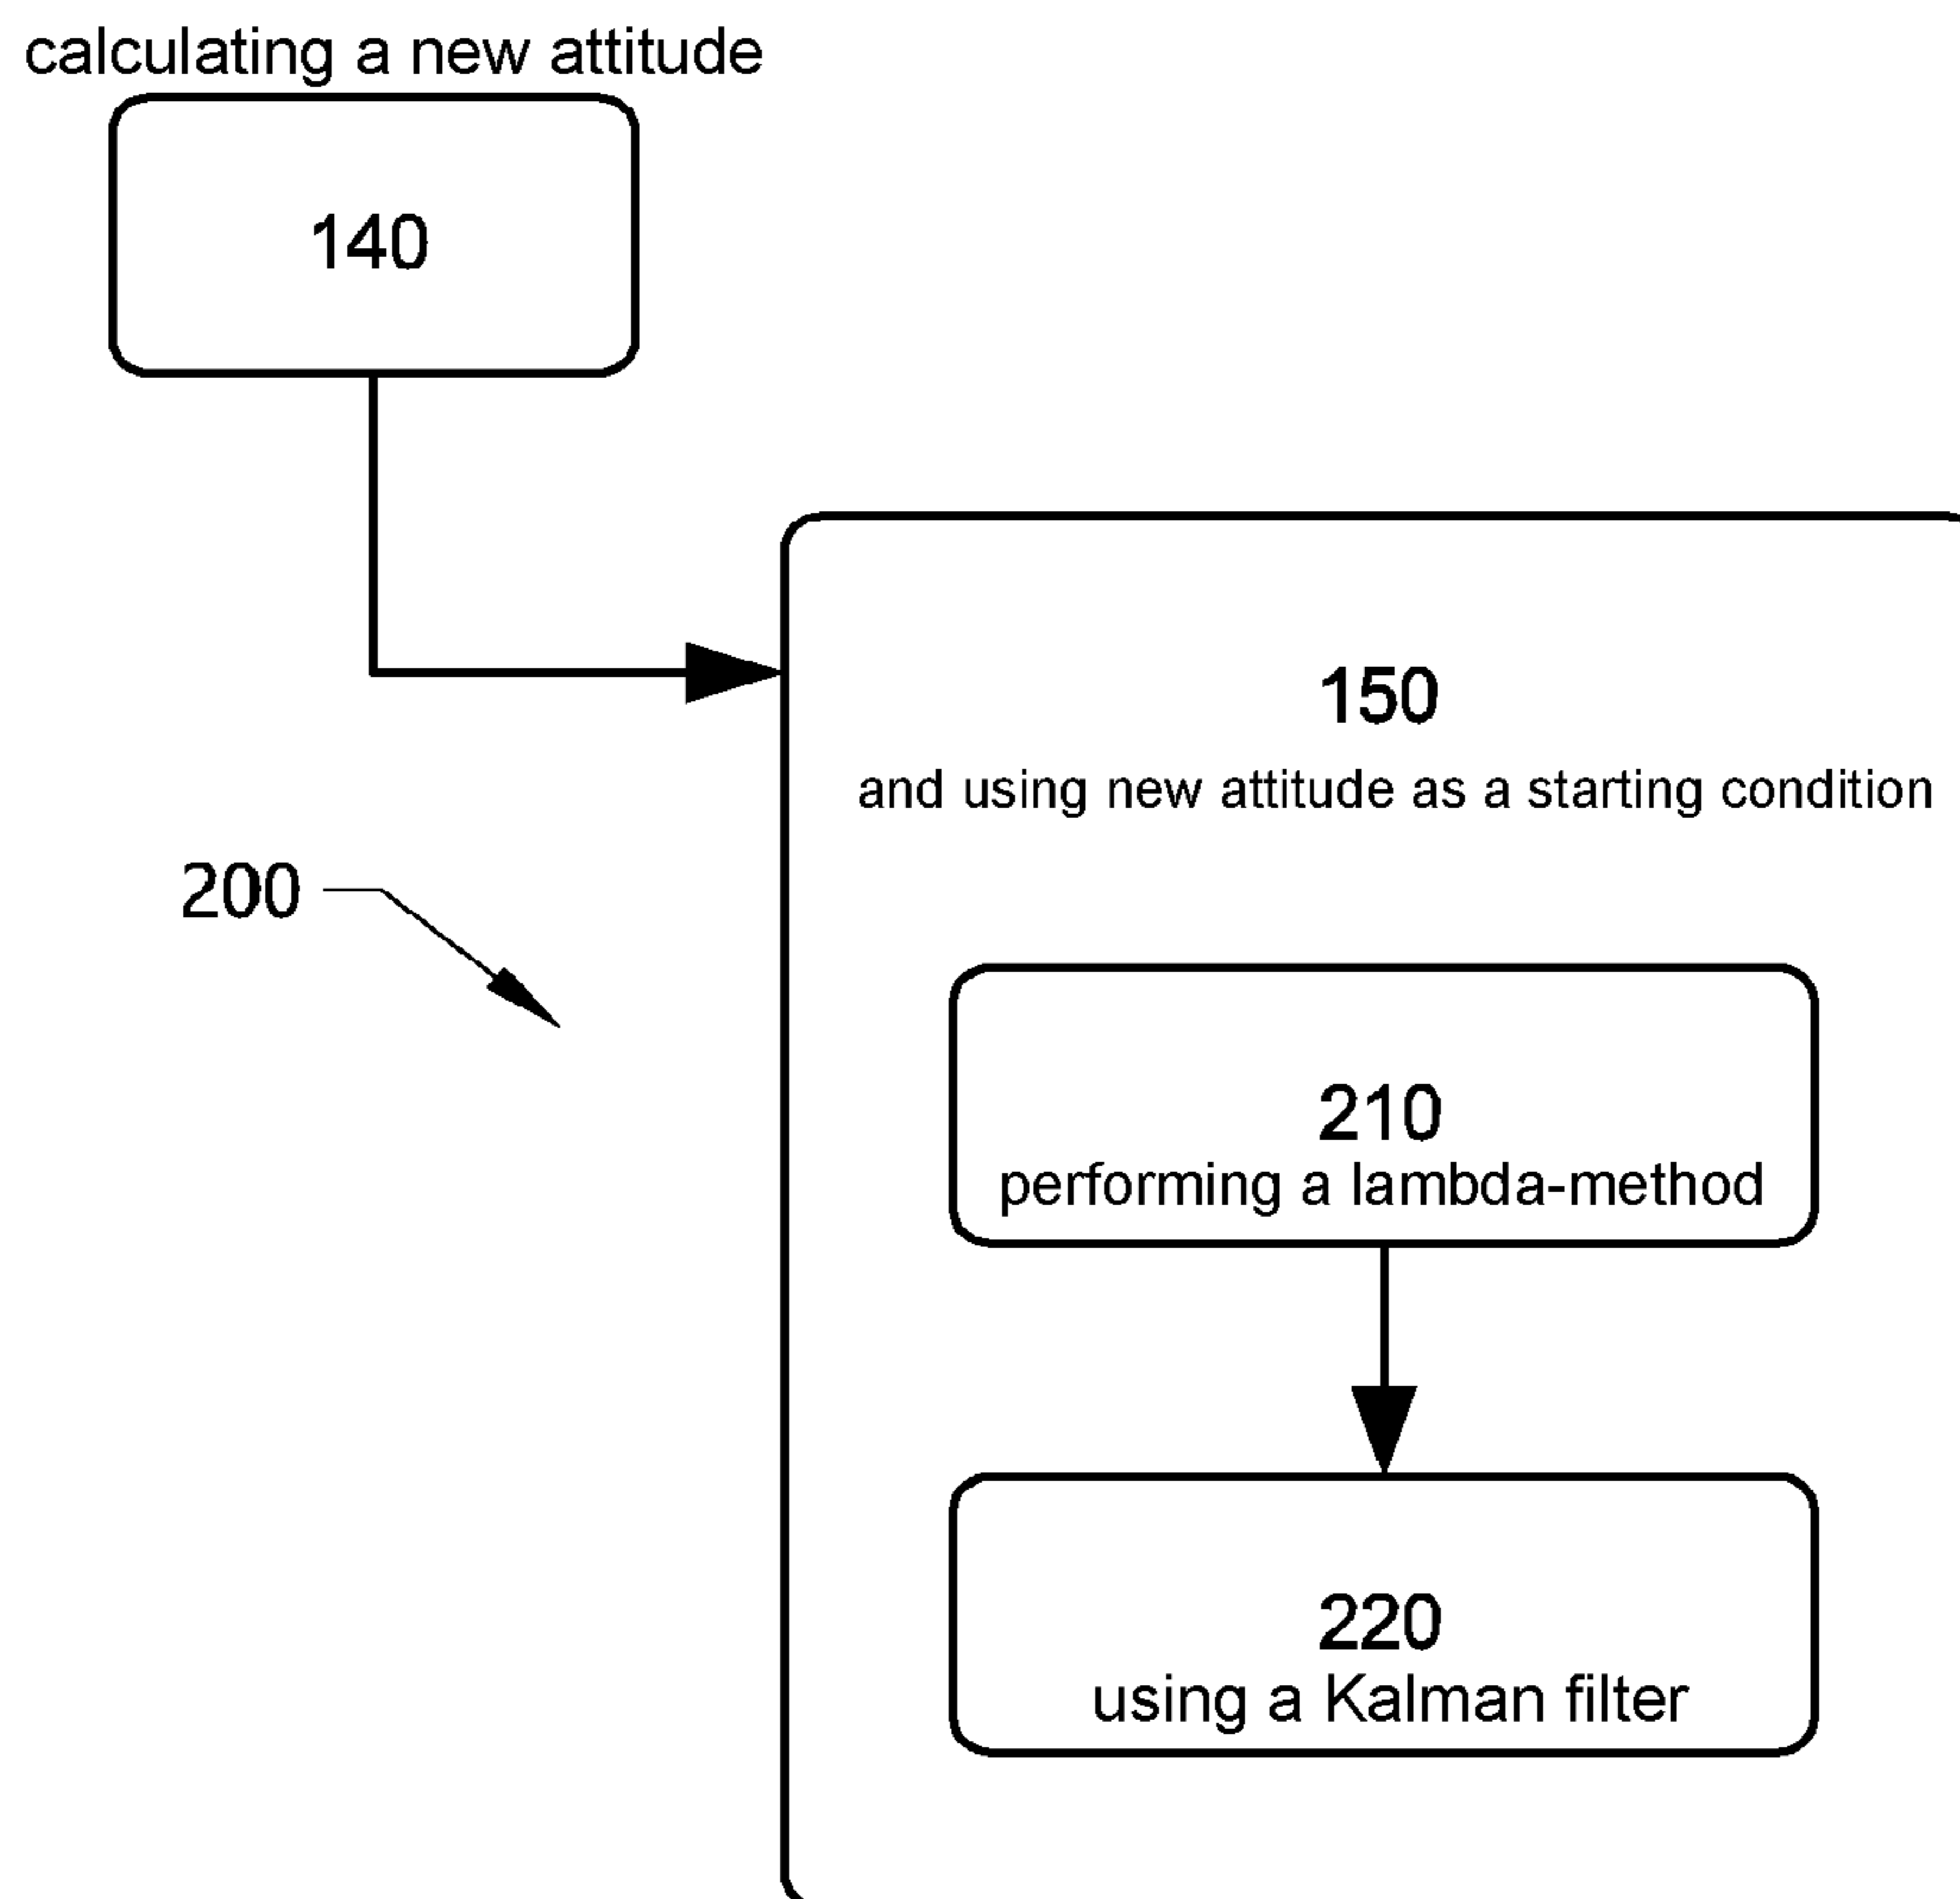 calculating a new attitude
140
150
and using new attitude as a starting condition
200
210
performing a lambda-method
220
using a Kalman filter